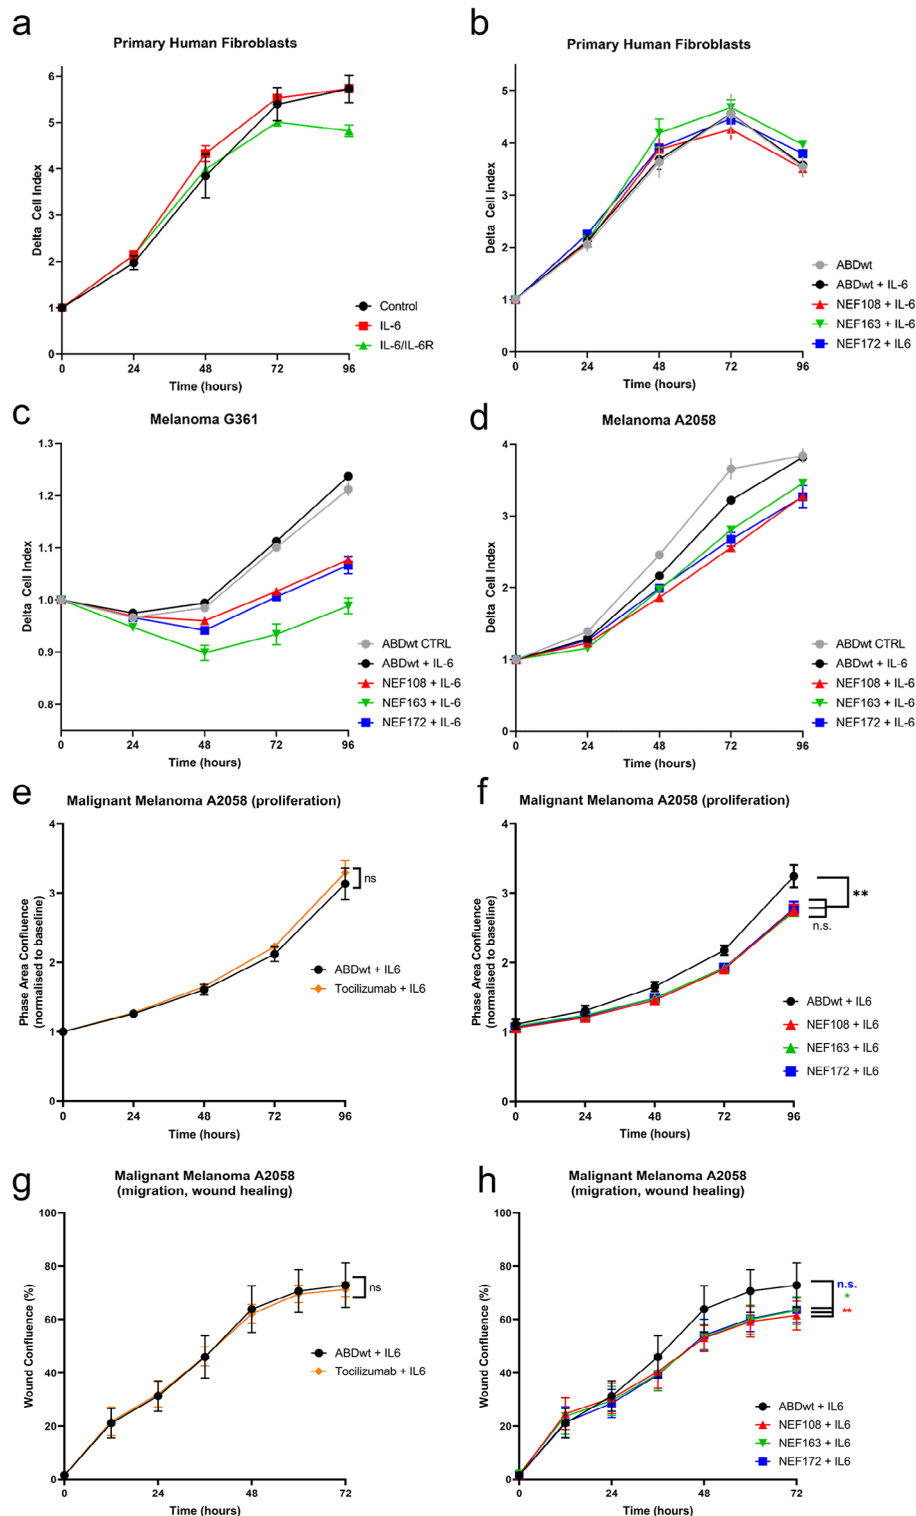 a
Primary Human Fibroblasts
6
5
4
3
2
1
0
Delta Cell Index
0 24 48 72 96
Time (hours)
Control
IL-6
IL-6/IL-6R
b
Primary Human Fibroblasts
5
4
3
2
1
0
Delta Cell Index
0 24 48 72 96
Time (hours)
ABDwt
ABDwt + IL-6
NEF108 + IL-6
NEF163 + IL-6
NEF172 + IL6
c
Melanoma G361
1.3
1.2
1.1
1.0
0.9
0.8
Delta Cell Index
0 24 48 72 96
Time (hours)
ABDwt CTRL
ABDwt + IL-6
NEF108 + IL-6
NEF163 + IL-6
NEF172 + IL-6
d
Melanoma A2058
4
3
2
1
0
Delta Cell Index
0 24 48 72 96
Time (hours)
ABDwt CTRL
ABDwt + IL-6
NEF108 + IL-6
NEF163 + IL-6
NEF172 + IL-6
e
Malignant Melanoma A2058 (proliferation)
4
3
2
1
0
Phase Area Confluence
(normalised to baseline)
0 24 48 72 96
Time (hours)
ns
ABDwt + IL6
Tocilizumab + IL6
f
Malignant Melanoma A2058 (proliferation)
4
3
2
1
0
Phase Area Confluence
(normalised to baseline)
0 24 48 72 96
Time (hours)
**
n.s.
ABDwt + IL6
NEF108 + IL6
NEF163 + IL6
NEF172 + IL6
g
Malignant Melanoma A2058
(migration, wound healing)
100
80
60
40
20
0
Wound Confluence (%)
0 24 48 72
Time (hours)
ns
ABDwt + IL6
Tocilizumab + IL6
h
Malignant Melanoma A2058
(migration, wound healing)
100
80
60
40
20
0
Wound Confluence (%)
0 24 48 72
Time (hours)
n.s.
*
**
ABDwt + IL6
NEF108 + IL6
NEF163 + IL6
NEF172 + IL6